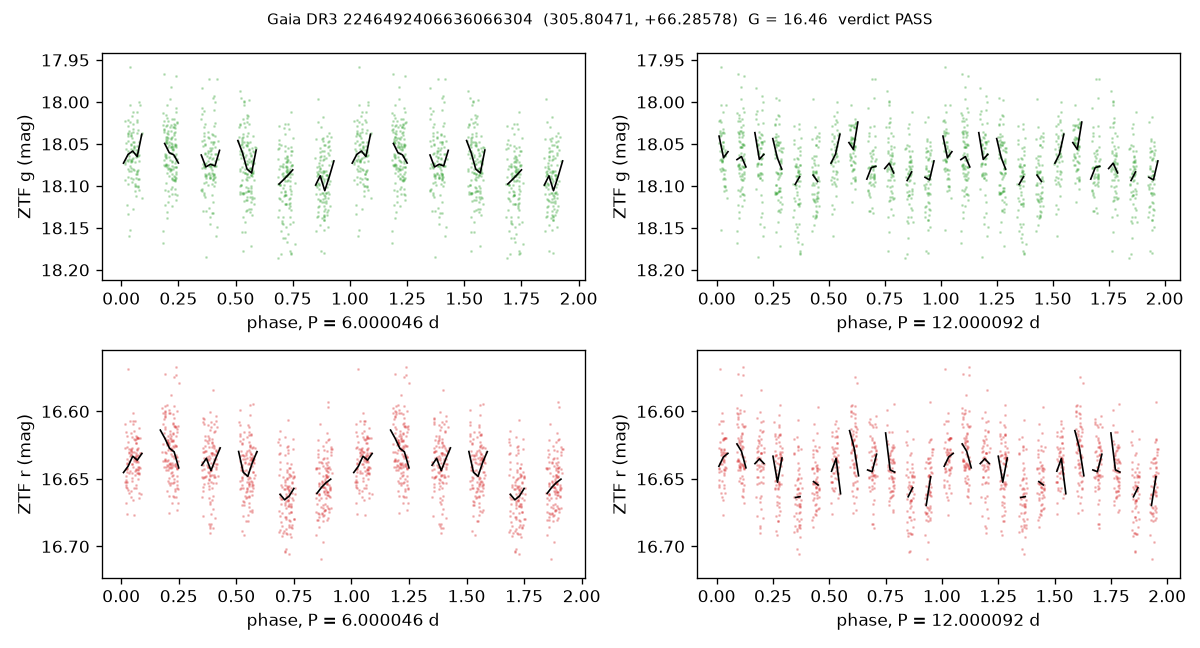 Gaia DR3 2246492406636066304 (305.80471, +66.28578) G = 16.46 verdict PASS
ZTF g (mag)
17.95
18.00
18.05
18.10
18.15
18.20
0.00 0.25 0.50 0.75 1.00 1.25 1.50 1.75 2.00
phase, P = 6.000046 d
ZTF g (mag)
17.95
18.00
18.05
18.10
18.15
18.20
0.00 0.25 0.50 0.75 1.00 1.25 1.50 1.75 2.00
phase, P = 12.000092 d
ZTF r (mag)
16.60
16.65
16.70
0.00 0.25 0.50 0.75 1.00 1.25 1.50 1.75 2.00
phase, P = 6.000046 d
ZTF r (mag)
16.60
16.65
16.70
0.00 0.25 0.50 0.75 1.00 1.25 1.50 1.75 2.00
phase, P = 12.000092 d